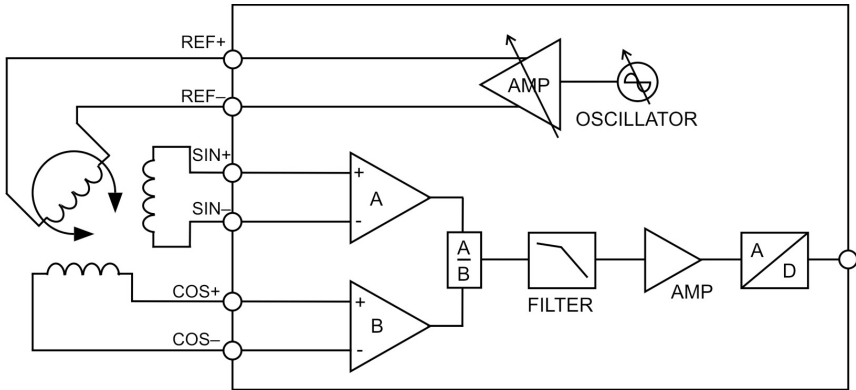 REF+
AMP
REF–
OSCILLATOR
SIN+
+
A
SIN–
-
A
B
A
D
FILTER
AMP
COS+
+
B
COS–
-